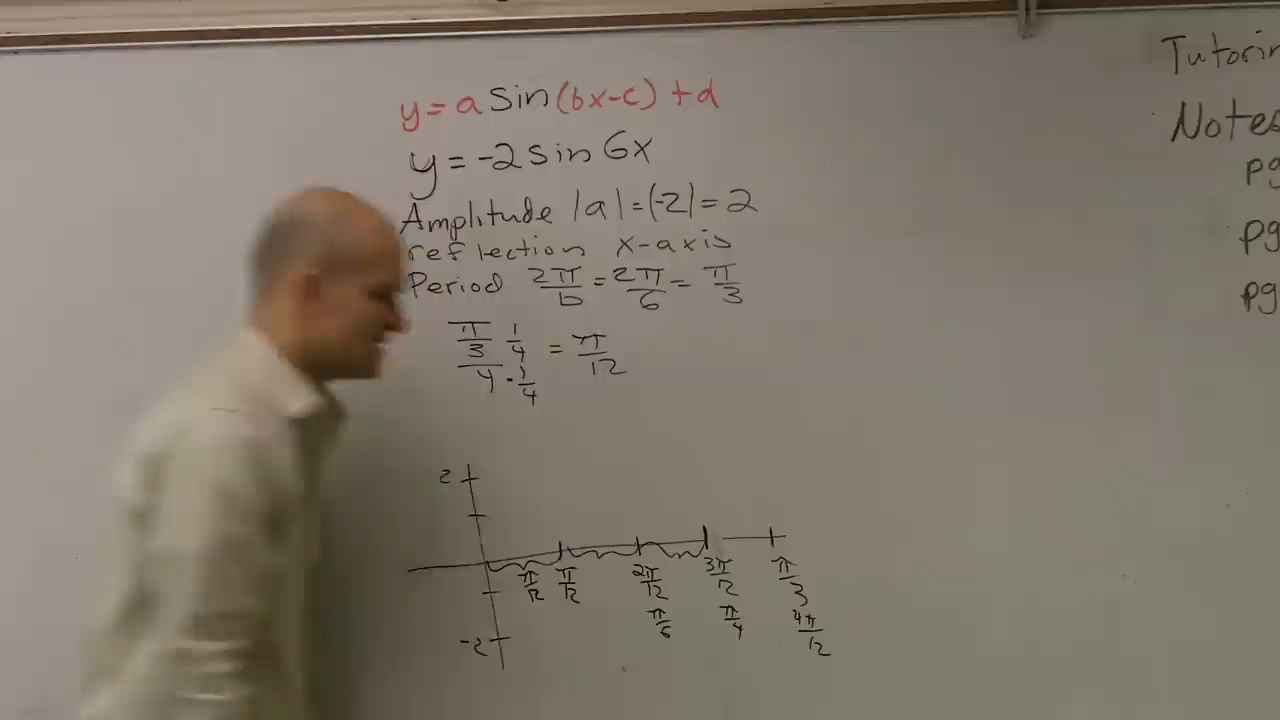 y = a sin (bx-c) + d
y = -2 sin 6x
Amplitude |a| = |-2| = 2
reflection x-axis
Period 2π/b = 2π/6 = π/3
π/3 1/4 / 4 · 1/4 = π/12
2
-2
π/12 π/12 2π/12 3π/12 π/3
π/6 π/4 4π/12
Notes
pg
pg
pg